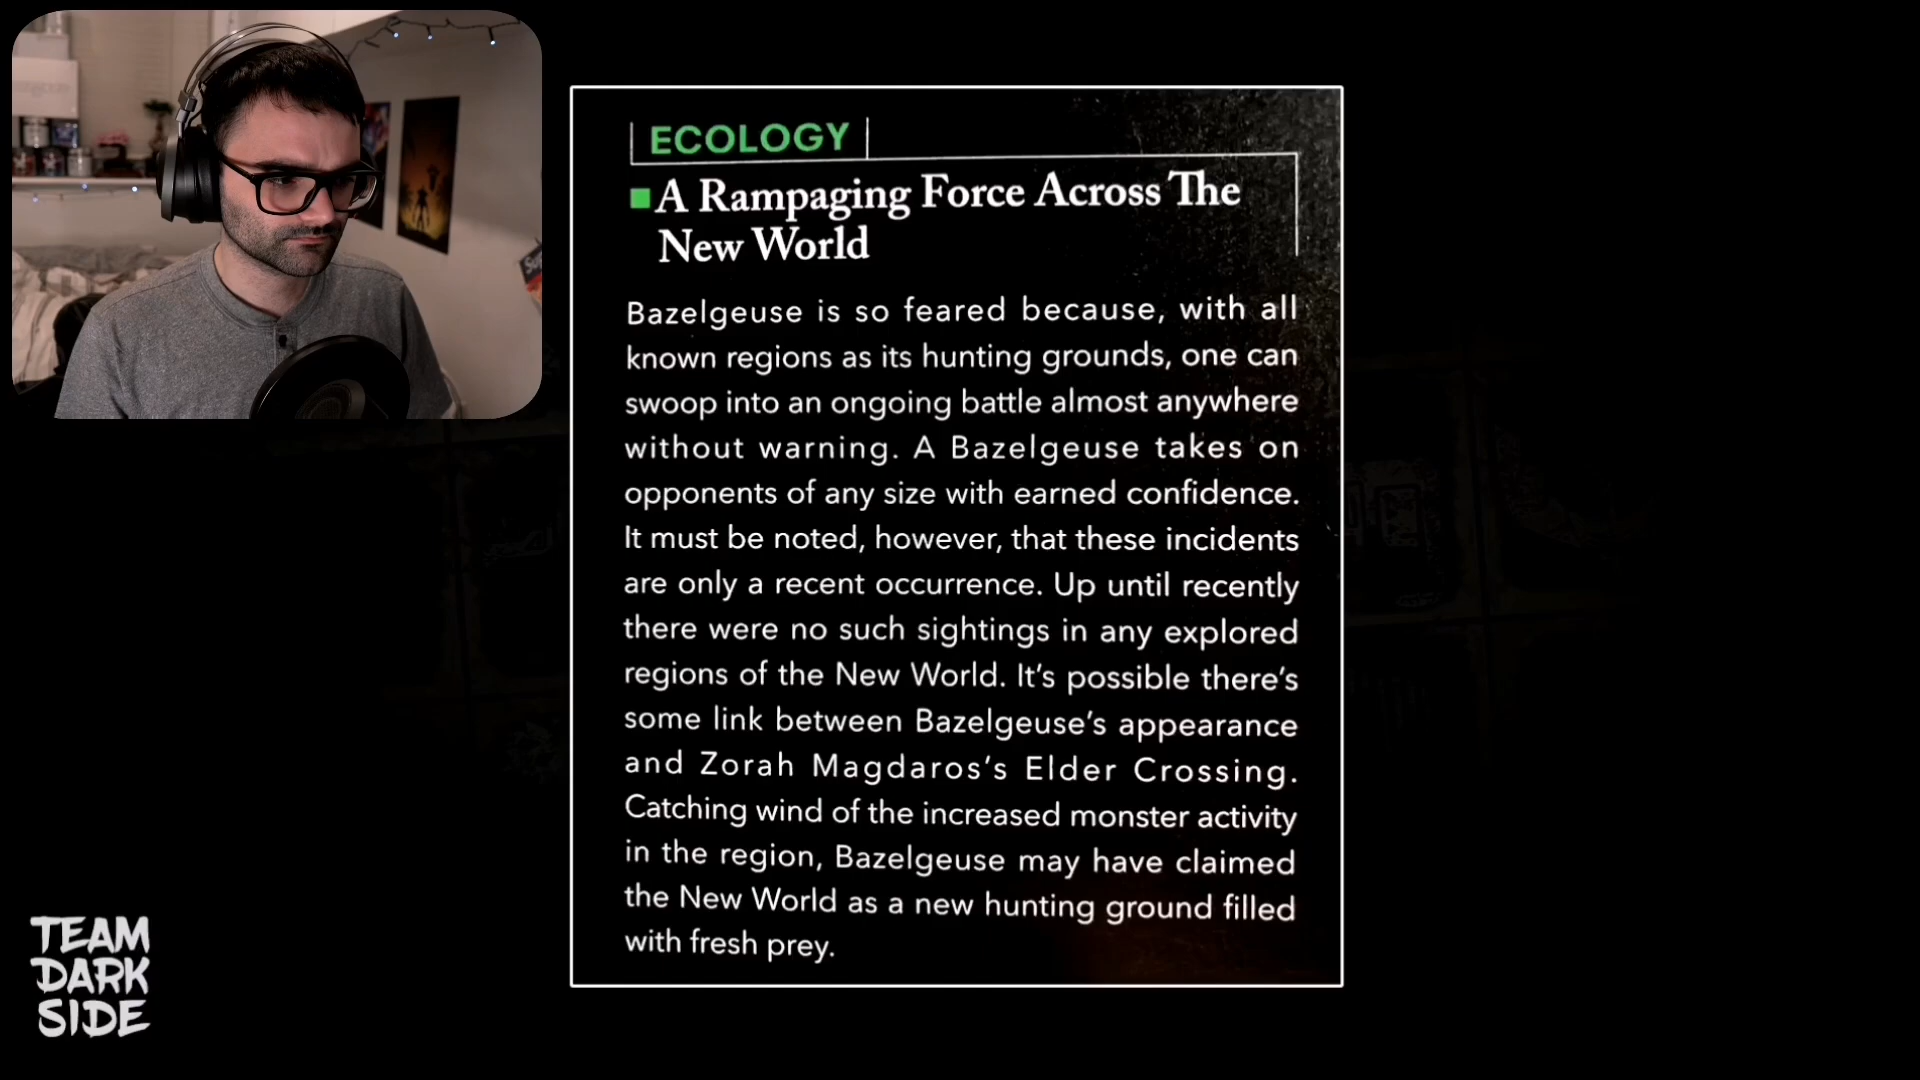 ECOLOGY
A Rampaging Force Across The
New World
Bazelgeuse is so feared because, with all
known regions as its hunting grounds, one can
swoop into an ongoing battle almost anywhere
without warning. A Bazelgeuse takes on
opponents of any size with earned confidence.
It must be noted, however, that these incidents
are only a recent occurrence. Up until recently
there were no such sightings in any explored
regions of the New World. It's possible there's
some link between Bazelgeuse's appearance
and Zorah Magdaros's Elder Crossing.
Catching wind of the increased monster activity
in the region, Bazelgeuse may have claimed
the New World as a new hunting ground filled
with fresh prey.
TEAM
DARK
SIDE